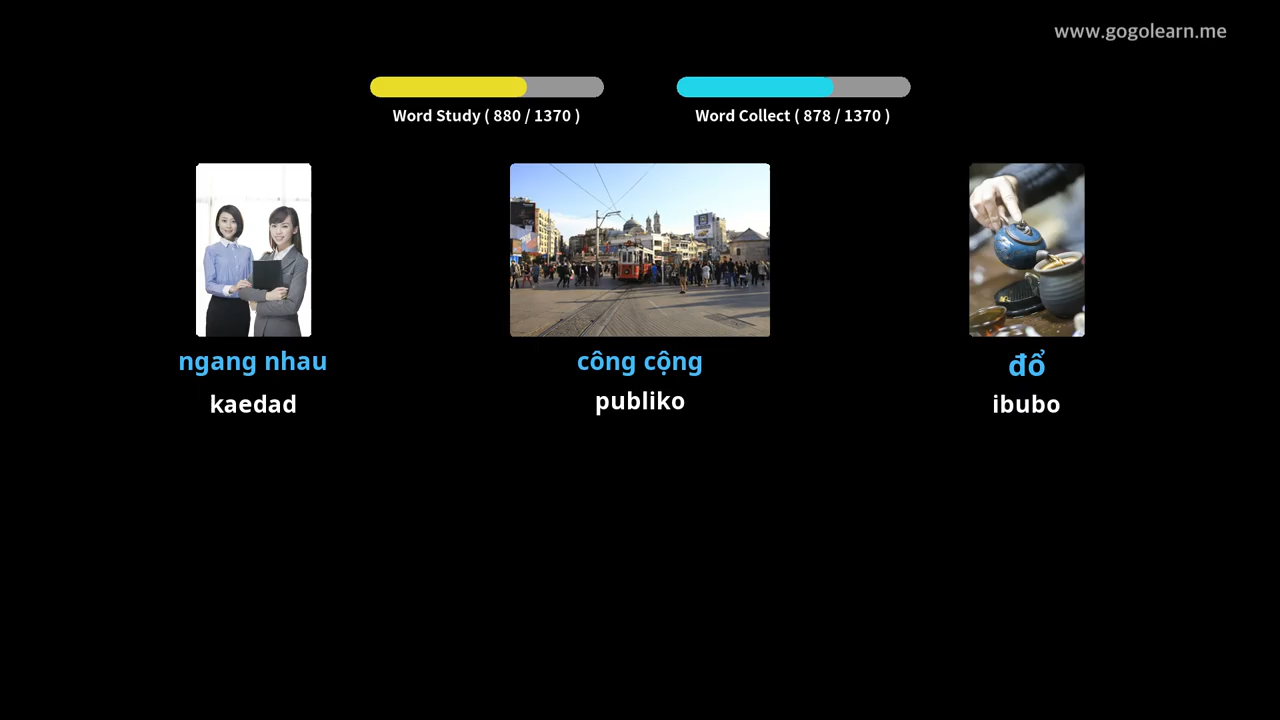 www.gogolearn.me
Word Study ( 880 / 1370 )
Word Collect ( 878 / 1370 )
ngang nhau
công cộng
đổ
kaedad
publiko
ibubo